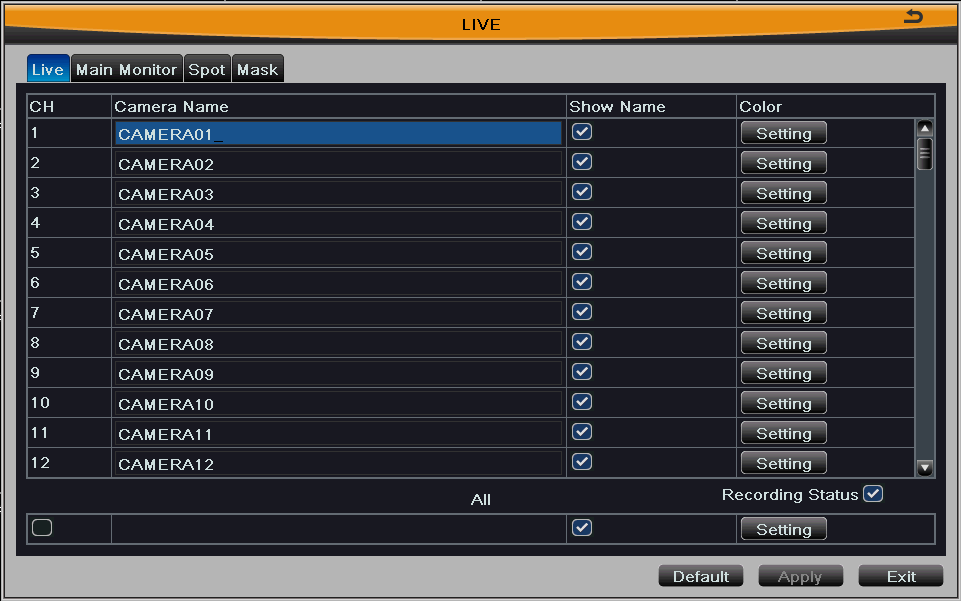 LIVE
Live Main Monitor Spot Mask
CH Camera Name Show Name Color
1 CAMERA01_ Setting
2 CAMERA02 Setting
3 CAMERA03 Setting
4 CAMERA04 Setting
5 CAMERA05 Setting
6 CAMERA06 Setting
7 CAMERA07 Setting
8 CAMERA08 Setting
9 CAMERA09 Setting
10 CAMERA10 Setting
11 CAMERA11 Setting
12 CAMERA12 Setting
Recording Status
All
Setting
Default Apply Exit